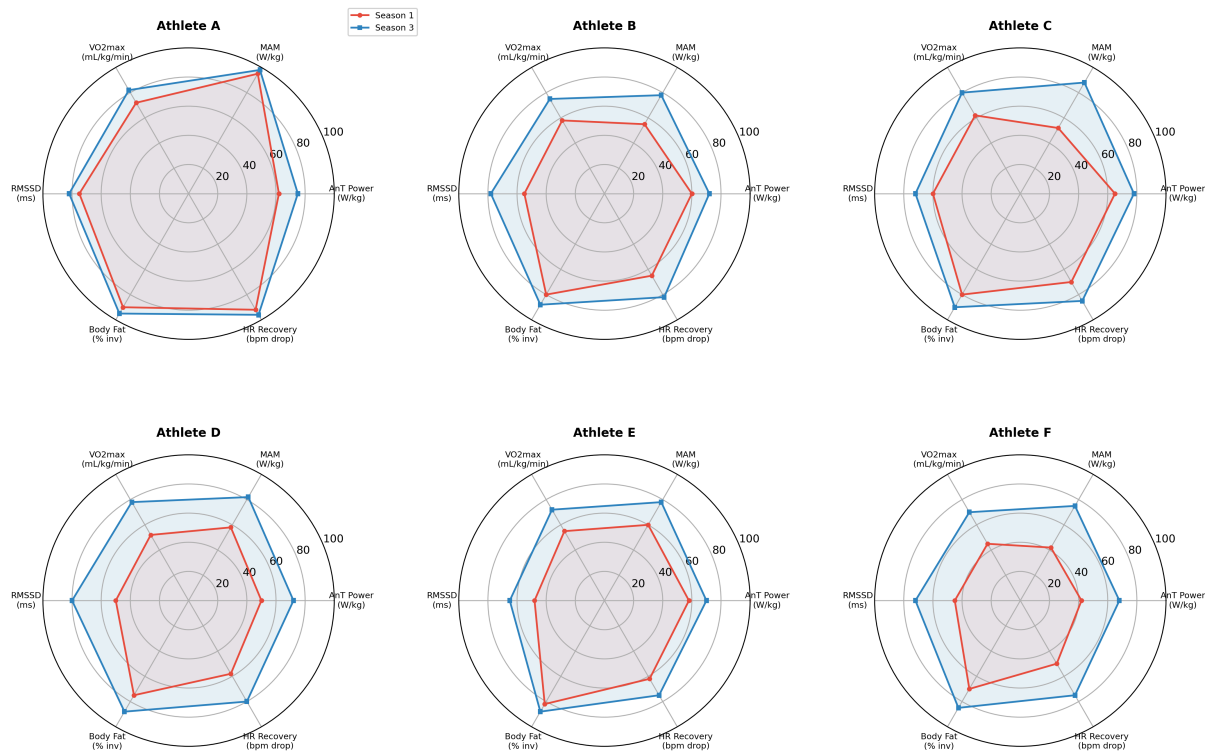 Season 1
Season 3
Athlete A
VO2max
(mL/kg/min)
MAM
(W/kg)
AnT Power
(W/kg)
RMSSD
(ms)
Body Fat
(% inv)
HR Recovery
(bpm drop)
20
40
60
80
100
Athlete B
VO2max
(mL/kg/min)
MAM
(W/kg)
AnT Power
(W/kg)
RMSSD
(ms)
Body Fat
(% inv)
HR Recovery
(bpm drop)
20
40
60
80
100
Athlete C
VO2max
(mL/kg/min)
MAM
(W/kg)
AnT Power
(W/kg)
RMSSD
(ms)
Body Fat
(% inv)
HR Recovery
(bpm drop)
20
40
60
80
100
Athlete D
VO2max
(mL/kg/min)
MAM
(W/kg)
AnT Power
(W/kg)
RMSSD
(ms)
Body Fat
(% inv)
HR Recovery
(bpm drop)
20
40
60
80
100
Athlete E
VO2max
(mL/kg/min)
MAM
(W/kg)
AnT Power
(W/kg)
RMSSD
(ms)
Body Fat
(% inv)
HR Recovery
(bpm drop)
20
40
60
80
100
Athlete F
VO2max
(mL/kg/min)
MAM
(W/kg)
AnT Power
(W/kg)
RMSSD
(ms)
Body Fat
(% inv)
HR Recovery
(bpm drop)
20
40
60
80
100